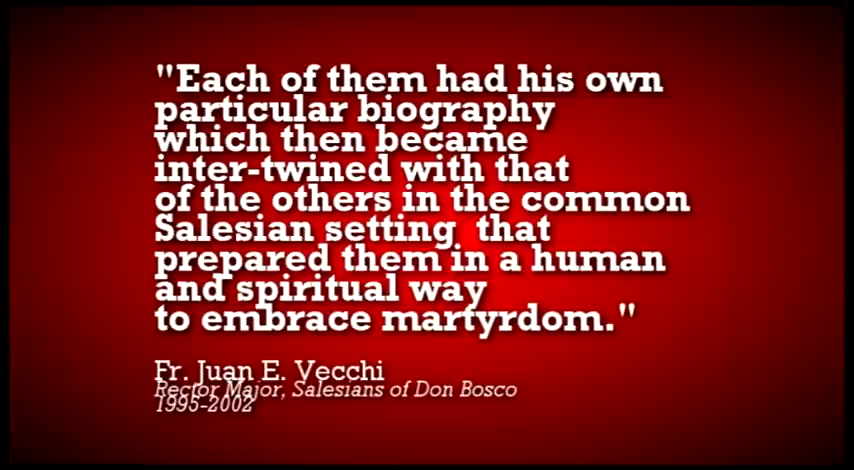 "Each of them had his own
particular biography
which then became
inter-twined with that
of the others in the common
Salesian setting  that
prepared them in a human
and spiritual way
to embrace martyrdom."
Fr. Juan E. Vecchi
Rector Major, Salesians of Don Bosco
1995-2002